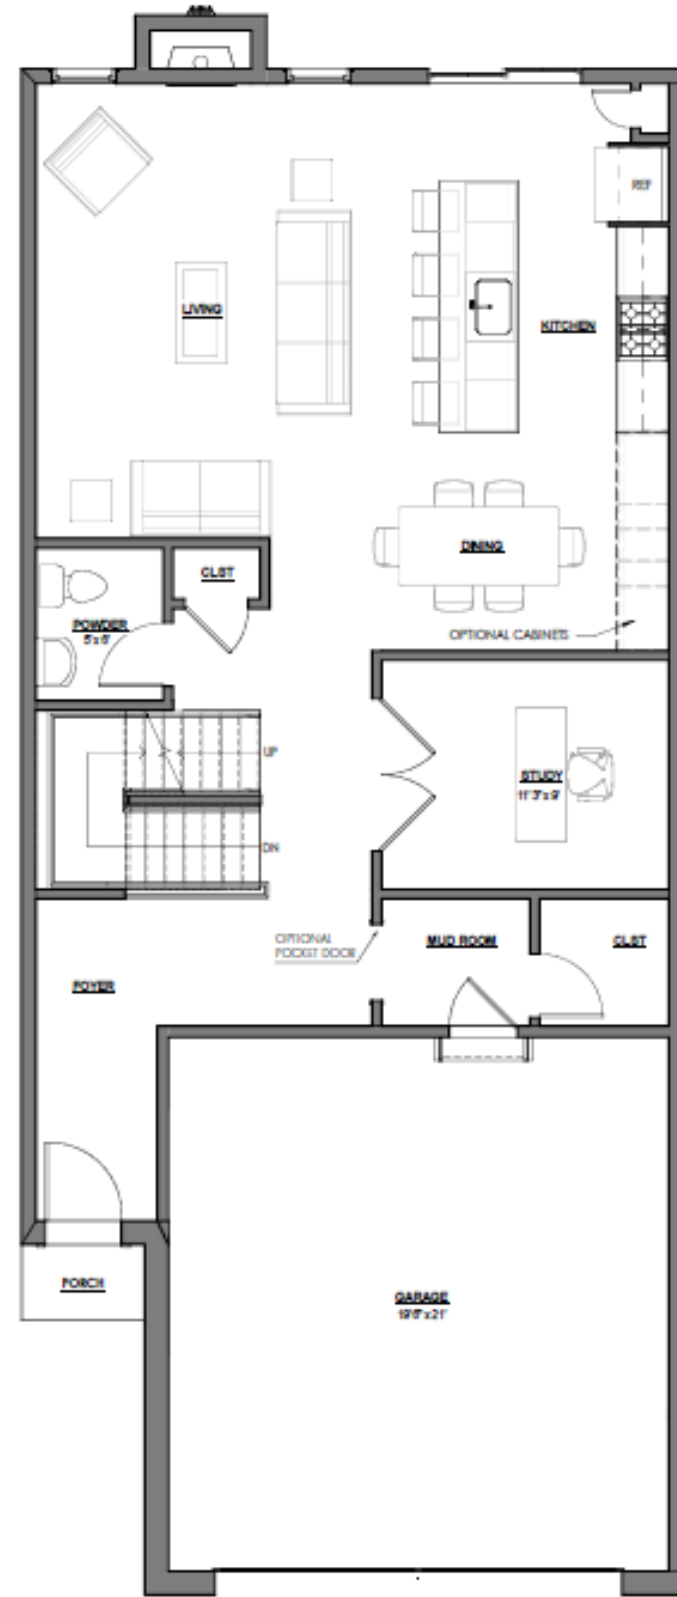 REF
LIVING
KITCHEN
DINING
CLST
POWDER
5'x6'
OPTIONAL CABINETS
UP
STUDY
11'3"x9'
DN
OPTIONAL
POCKET DOOR
MUD ROOM
CLST
FOYER
PORCH
GARAGE
19'6"x21'